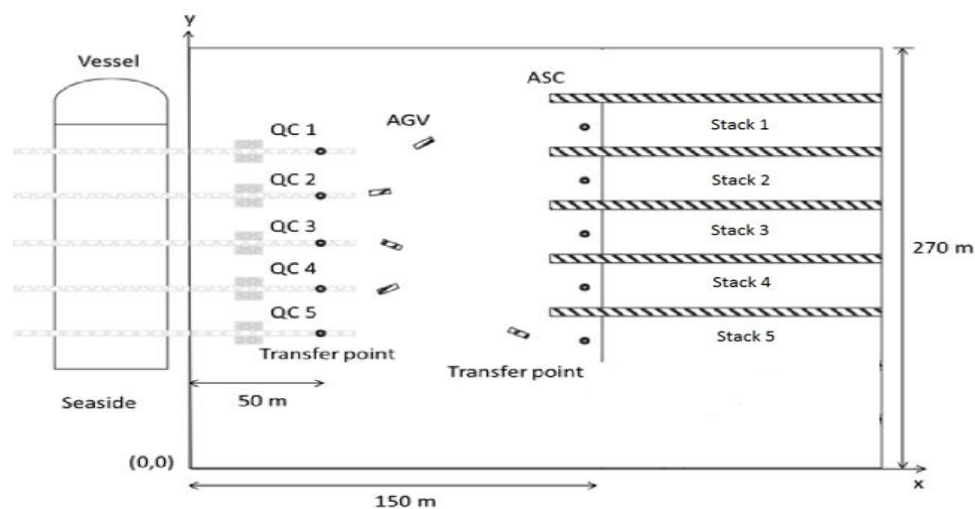 y
Vessel
ASC
AGV
QC 1
Stack 1
QC 2
Stack 2
QC 3
Stack 3
270 m
QC 4
Stack 4
QC 5
Stack 5
Transfer point
Transfer point
50 m
Seaside
(0,0)
x
150 m